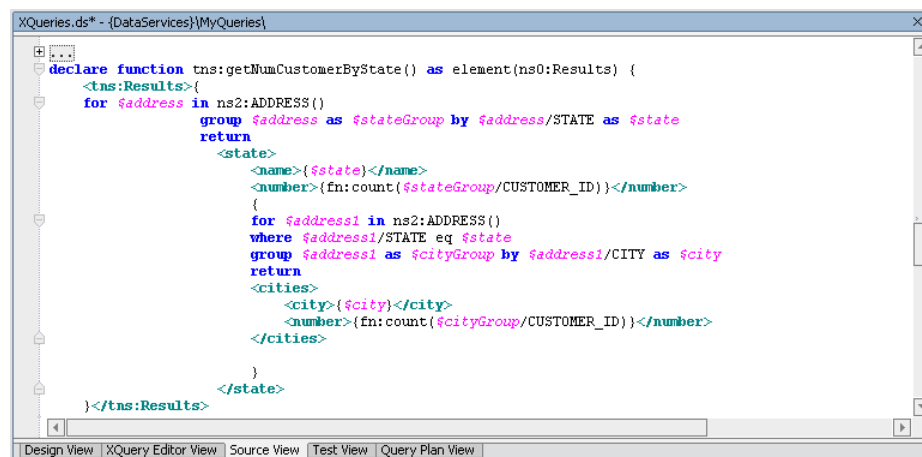 XQueries.ds* - {DataServices}\MyQueries\
...
declare function tns:getNumCustomerByState() as element(ns0:Results) {
<tns:Results>{
for $address in ns2:ADDRESS()
group $address as $stateGroup by $address/STATE as $state
return
<state>
<name>{$state}</name>
<number>{fn:count($stateGroup/CUSTOMER_ID)}</number>
{
for $address1 in ns2:ADDRESS()
where $address1/STATE eq $state
group $address1 as $cityGroup by $address1/CITY as $city
return
<cities>
<city>{$city}</city>
<number>{fn:count($cityGroup/CUSTOMER_ID)}</number>
</cities>
}
</state>
}</tns:Results>
Design View XQuery Editor View Source View Test View Query Plan View